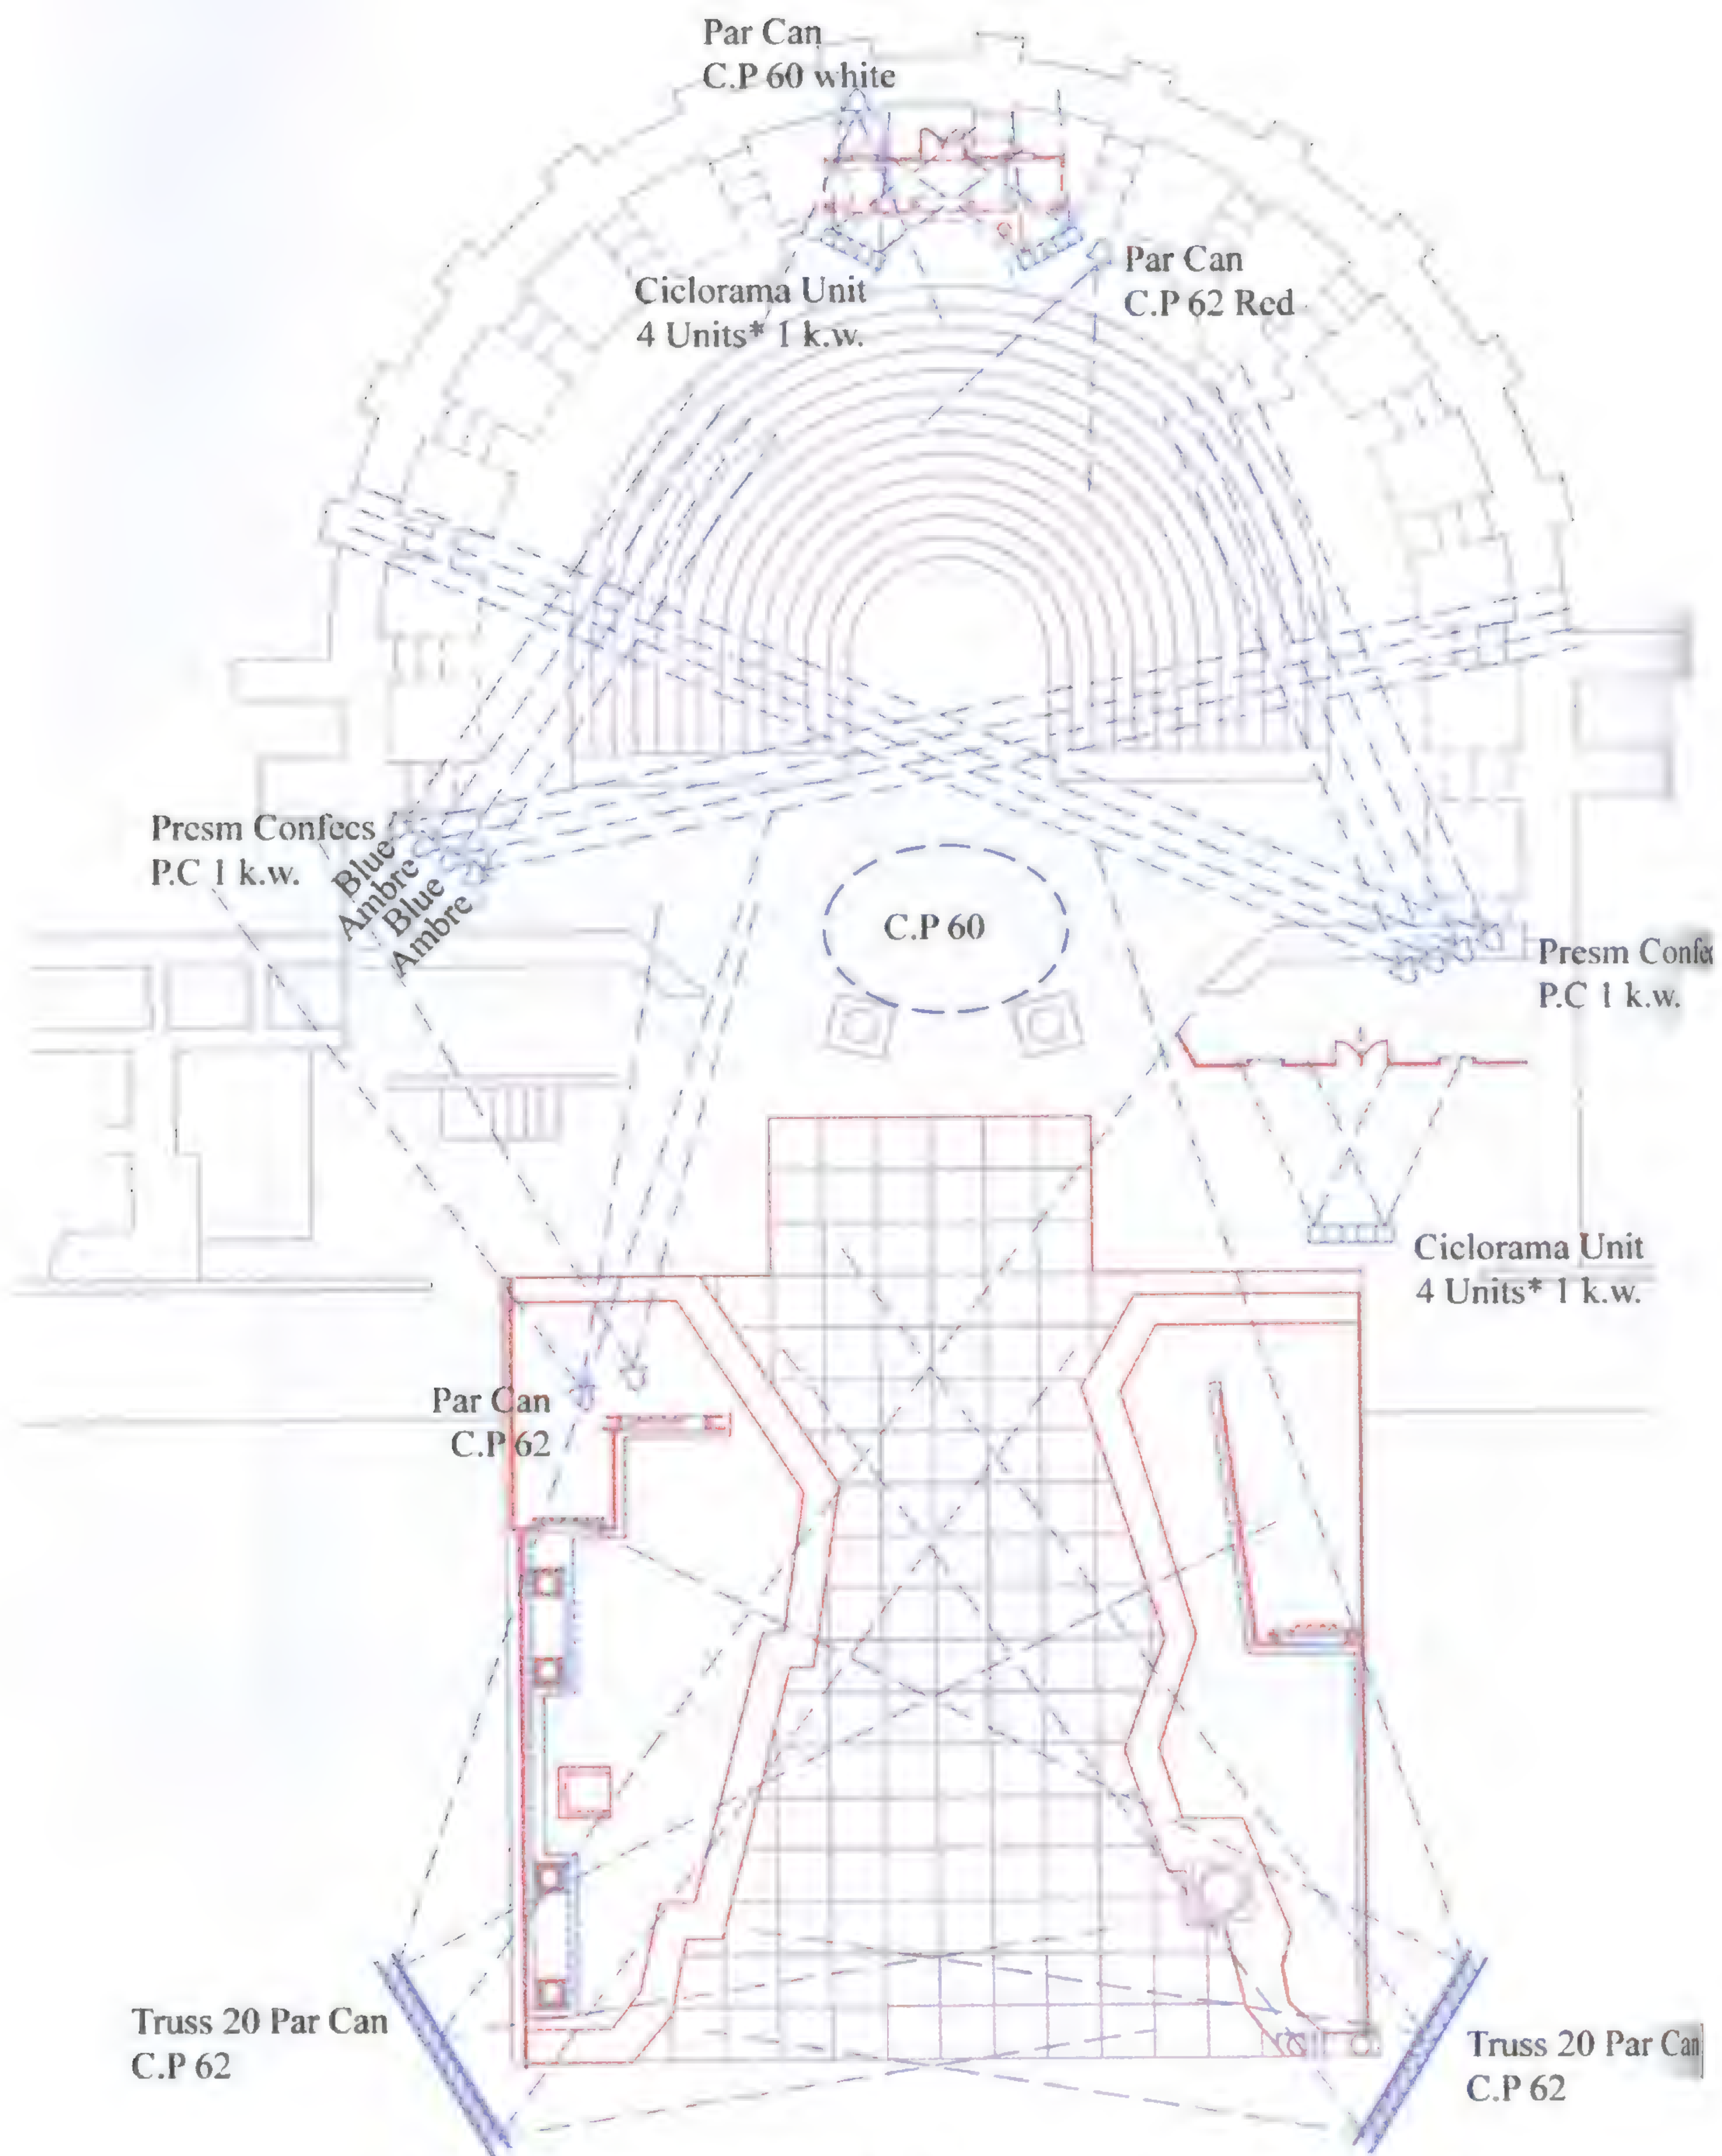 Par Can
C.P 60 white
Par Can
C.P 62 Red
Ciclorama Unit
4 Units* 1 k.w.
Presm Confecs
P.C 1 k.w.
Blue
Ambre
Blue
Ambre
C.P 60
Presm Confec
P.C 1 k.w.
Ciclorama Unit
4 Units* 1 k.w.
Par Can
C.P 62
Truss 20 Par Can
C.P 62
Truss 20 Par Can
C.P 62